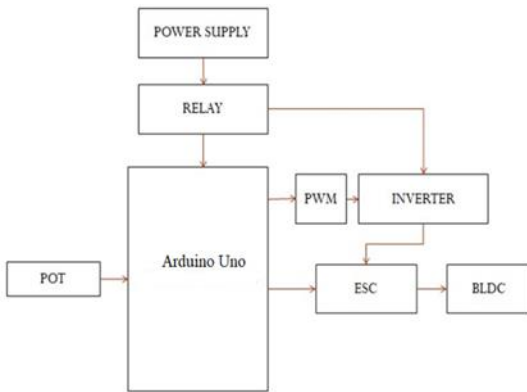 POWER SUPPLY
RELAY
PWM
INVERTER
Arduino Uno
POT
ESC
BLDC